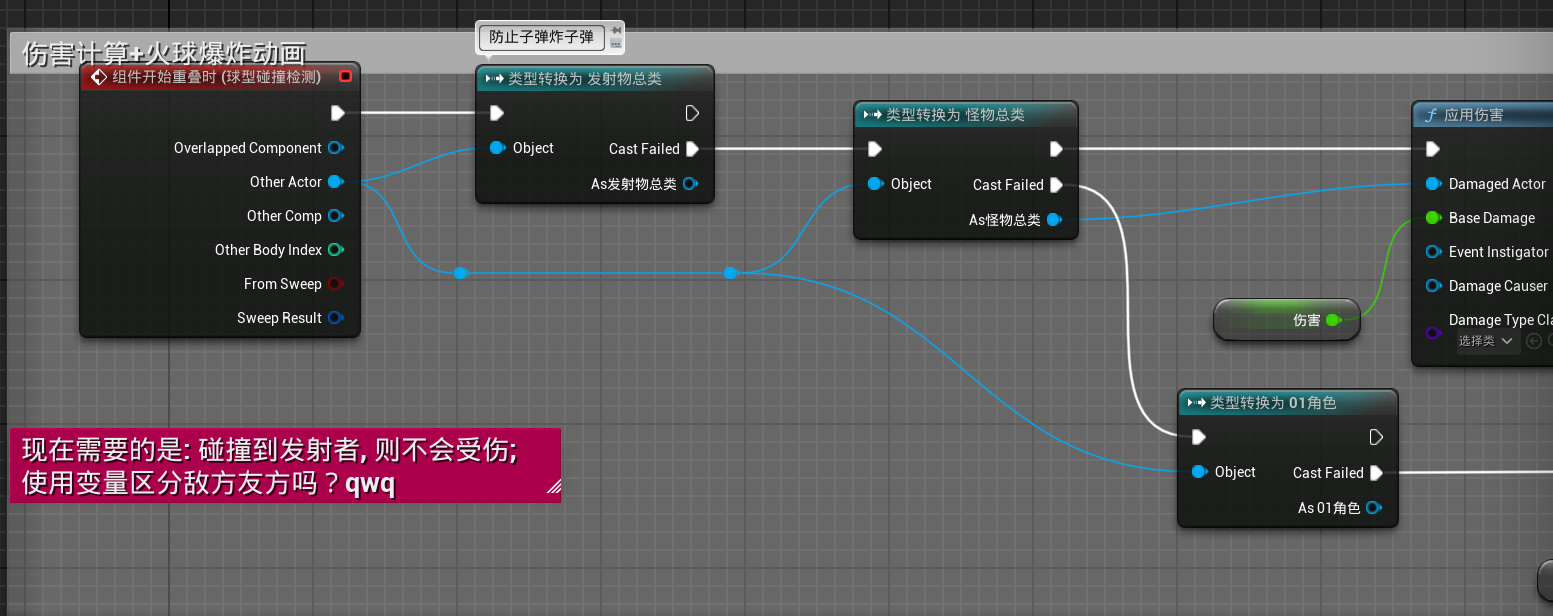 防止子弹炸子弹
伤害计算+火球爆炸动画
组件开始重叠时 (球型碰撞检测)
Overlapped Component
Other Actor
Other Comp
Other Body Index
From Sweep
Sweep Result
类型转换为 发射物总类
Object
Cast Failed
As发射物总类
类型转换为 怪物总类
Object
Cast Failed
As怪物总类
应用伤害
Damaged Actor
Base Damage
Event Instigator
Damage Causer
Damage Type Cla
选择类
伤害
类型转换为 01角色
Object
Cast Failed
As 01角色
现在需要的是: 碰撞到发射者, 则不会受伤;
使用变量区分敌方友方吗？qwq